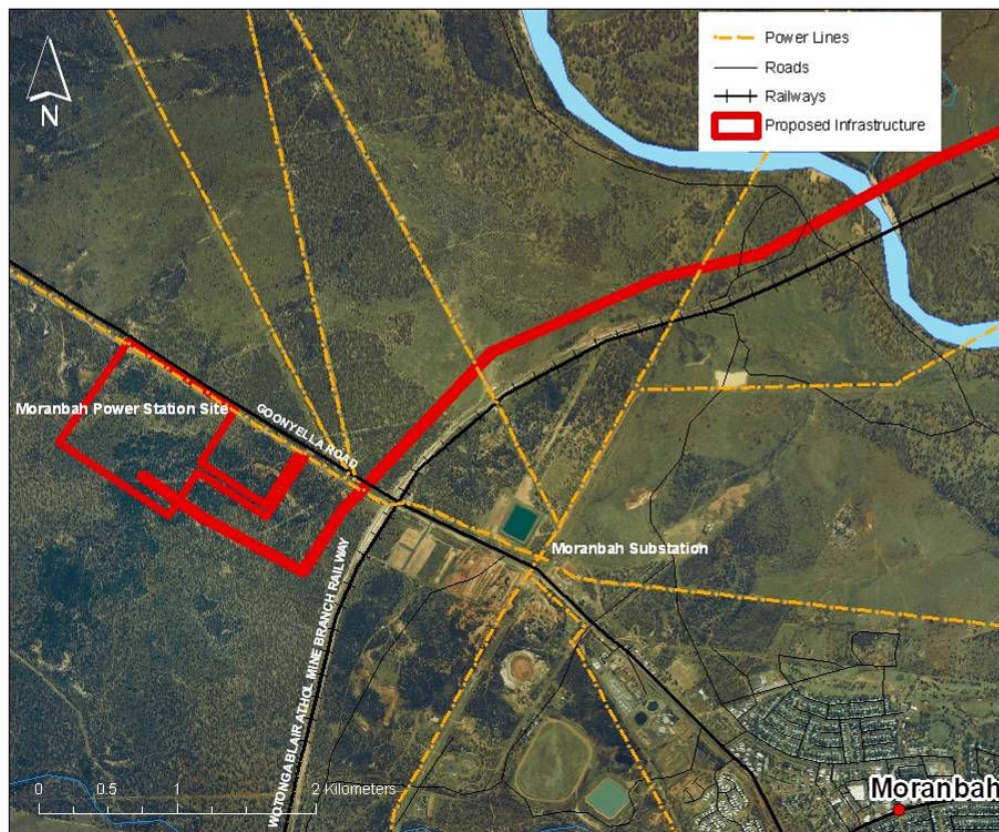 Power Lines
Roads
Railways
Proposed Infrastructure
N
Moranbah Power Station Site
GOONYELLA ROAD
Moranbah Substation
WOTONGA BLAIR ATHOL MINE BRANCH RAILWAY
0 0.5 1 2 Kilometers
Moranbah